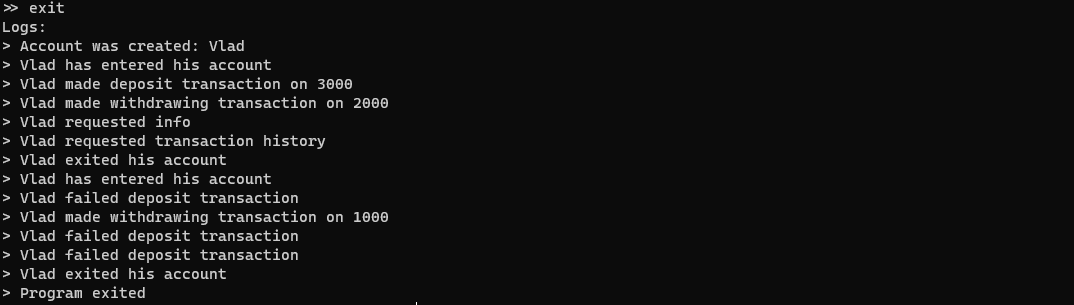 >> exit
Logs:
> Account was created: Vlad
> Vlad has entered his account
> Vlad made deposit transaction on 3000
> Vlad made withdrawing transaction on 2000
> Vlad requested info
> Vlad requested transaction history
> Vlad exited his account
> Vlad has entered his account
> Vlad failed deposit transaction
> Vlad made withdrawing transaction on 1000
> Vlad failed deposit transaction
> Vlad failed deposit transaction
> Vlad exited his account
> Program exited